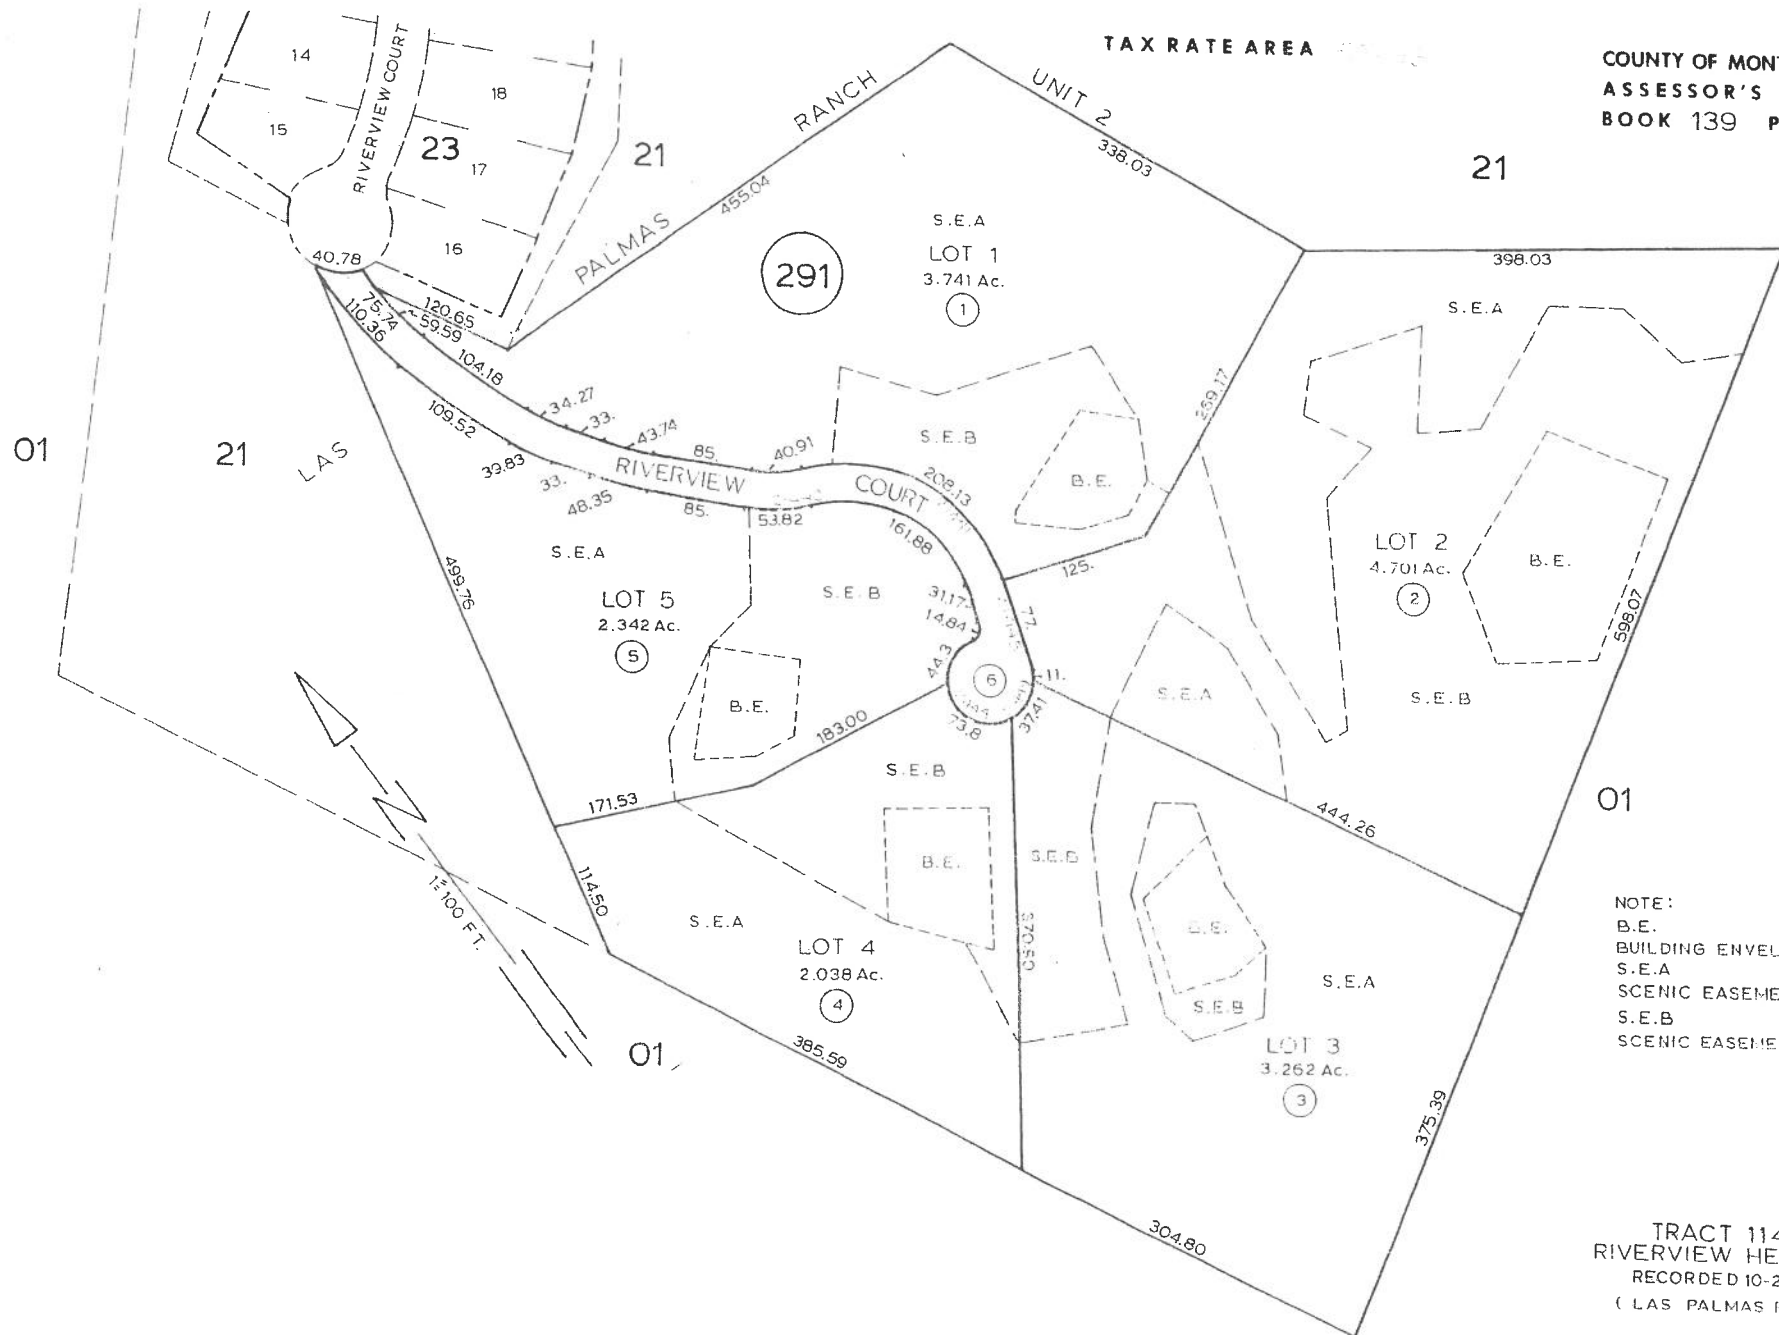 TAX RATE AREA
COUNTY OF MON
ASSESSOR'S
BOOK 139 P
14
15
18
17
16
RIVERVIEW COURT
23
21
LAS PALMAS RANCH UNIT 2
455.04
338.03
21
398.03
40.78
75.74
110.36
120.65
59.59
104.18
109.52
34.27
33.
43.74
85.
40.91
208.13
39.83
33.
48.35
85.
53.82
161.88
RIVERVIEW COURT
291
S.E.A
LOT 1
3.741 Ac.
1
S.E.B
B.E.
269.17
125.
77.
11.
S.E.A
LOT 2
4.701 Ac.
2
B.E.
S.E.B
S.E.A
598.07
01
21
499.76
S.E.A
LOT 5
2.342 Ac.
5
S.E.B
B.E.
31.17
14.84
44.3
6
73.8
37.41
183.00
171.53
444.26
01
114.50
S.E.B
B.E.
S.E.A
LOT 4
2.038 Ac.
4
370.50
385.59
S.E.B
B.E.
S.E.B
S.E.A
LOT 3
3.262 Ac.
3
375.39
304.80
1"=100 FT.
01
NOTE:
B.E.
BUILDING ENVEL
S.E.A
SCENIC EASEME
S.E.B
SCENIC EASEME
TRACT 114
RIVERVIEW HE
RECORDED 10-2
( LAS PALMAS